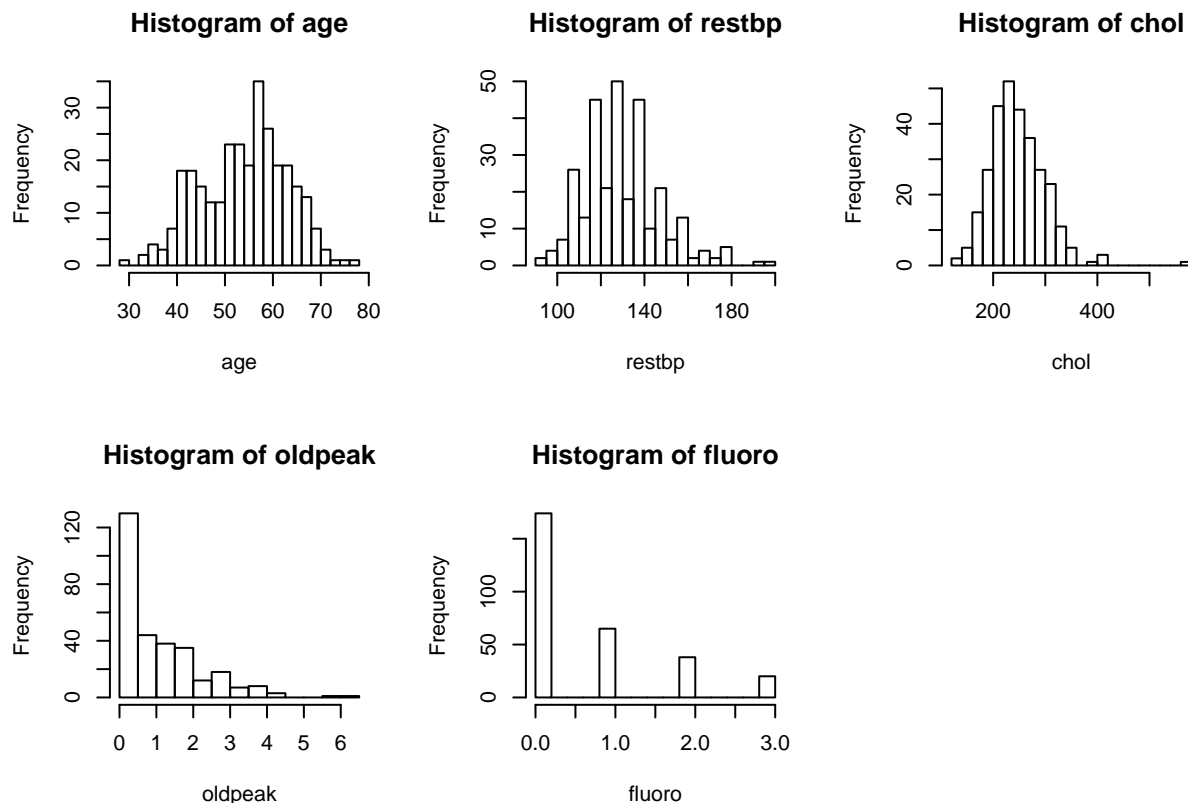 Histogram of age
Frequency
0
10
20
30
30 40 50 60 70 80
age
Histogram of restbp
Frequency
0
10
30
50
100 140 180
restbp
Histogram of chol
Frequency
0
20
40
200 400
chol
Histogram of oldpeak
Frequency
0
40
80
120
0 1 2 3 4 5 6
oldpeak
Histogram of fluoro
Frequency
0
50
100
0.0 1.0 2.0 3.0
fluoro